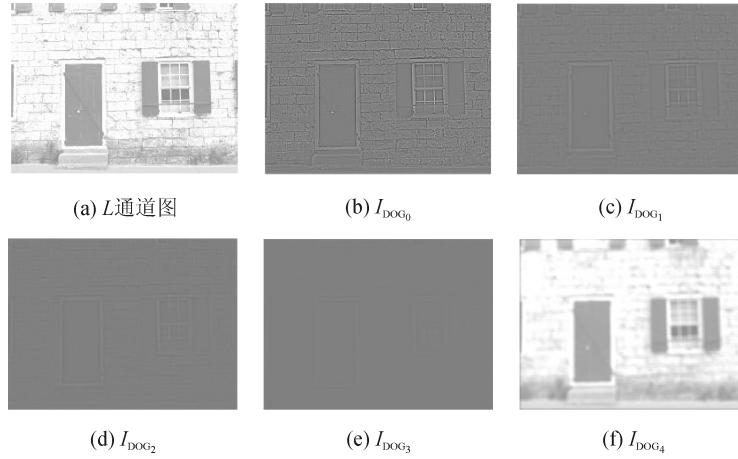 (a) L通道图
(b) I_DOG₀
(c) I_DOG₁
(d) I_DOG₂
(e) I_DOG₃
(f) I_DOG₄